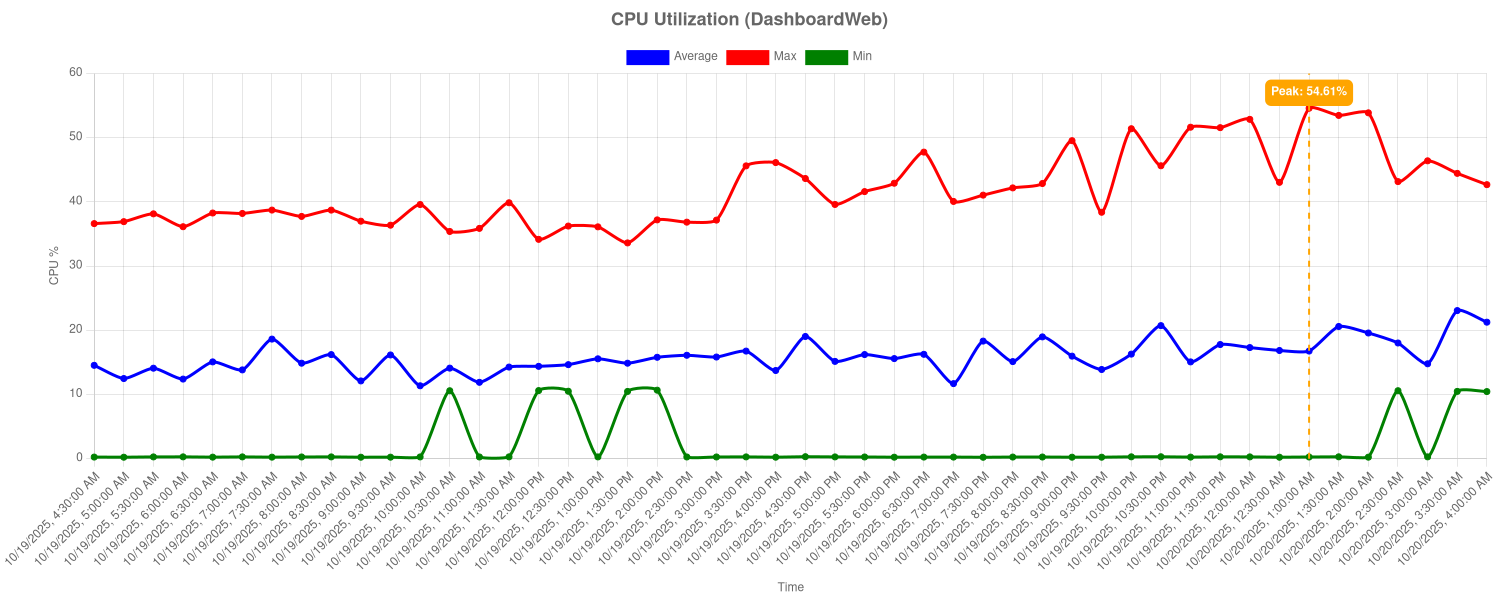 CPU Utilization (DashboardWeb)
Average Max Min
Peak: 54.61%
60
50
40
30
20
10
0
CPU %
10/19/2025, 4:30:00 AM
10/19/2025, 5:00:00 AM
10/19/2025, 5:30:00 AM
10/19/2025, 6:00:00 AM
10/19/2025, 6:30:00 AM
10/19/2025, 7:00:00 AM
10/19/2025, 7:30:00 AM
10/19/2025, 8:00:00 AM
10/19/2025, 8:30:00 AM
10/19/2025, 9:00:00 AM
10/19/2025, 9:30:00 AM
10/19/2025, 10:00:00 AM
10/19/2025, 10:30:00 AM
10/19/2025, 11:00:00 AM
10/19/2025, 11:30:00 AM
10/19/2025, 12:00:00 PM
10/19/2025, 12:30:00 PM
10/19/2025, 1:00:00 PM
10/19/2025, 1:30:00 PM
10/19/2025, 2:00:00 PM
10/19/2025, 2:30:00 PM
10/19/2025, 3:00:00 PM
10/19/2025, 3:30:00 PM
10/19/2025, 4:00:00 PM
10/19/2025, 4:30:00 PM
10/19/2025, 5:00:00 PM
10/19/2025, 5:30:00 PM
10/19/2025, 6:00:00 PM
10/19/2025, 6:30:00 PM
10/19/2025, 7:00:00 PM
10/19/2025, 7:30:00 PM
10/19/2025, 8:00:00 PM
10/19/2025, 8:30:00 PM
10/19/2025, 9:00:00 PM
10/19/2025, 9:30:00 PM
10/19/2025, 10:00:00 PM
10/19/2025, 10:30:00 PM
10/19/2025, 11:00:00 PM
10/19/2025, 11:30:00 PM
10/20/2025, 12:00:00 AM
10/20/2025, 12:30:00 AM
10/20/2025, 1:00:00 AM
10/20/2025, 1:30:00 AM
10/20/2025, 2:00:00 AM
10/20/2025, 2:30:00 AM
10/20/2025, 3:00:00 AM
10/20/2025, 3:30:00 AM
10/20/2025, 4:00:00 AM
Time